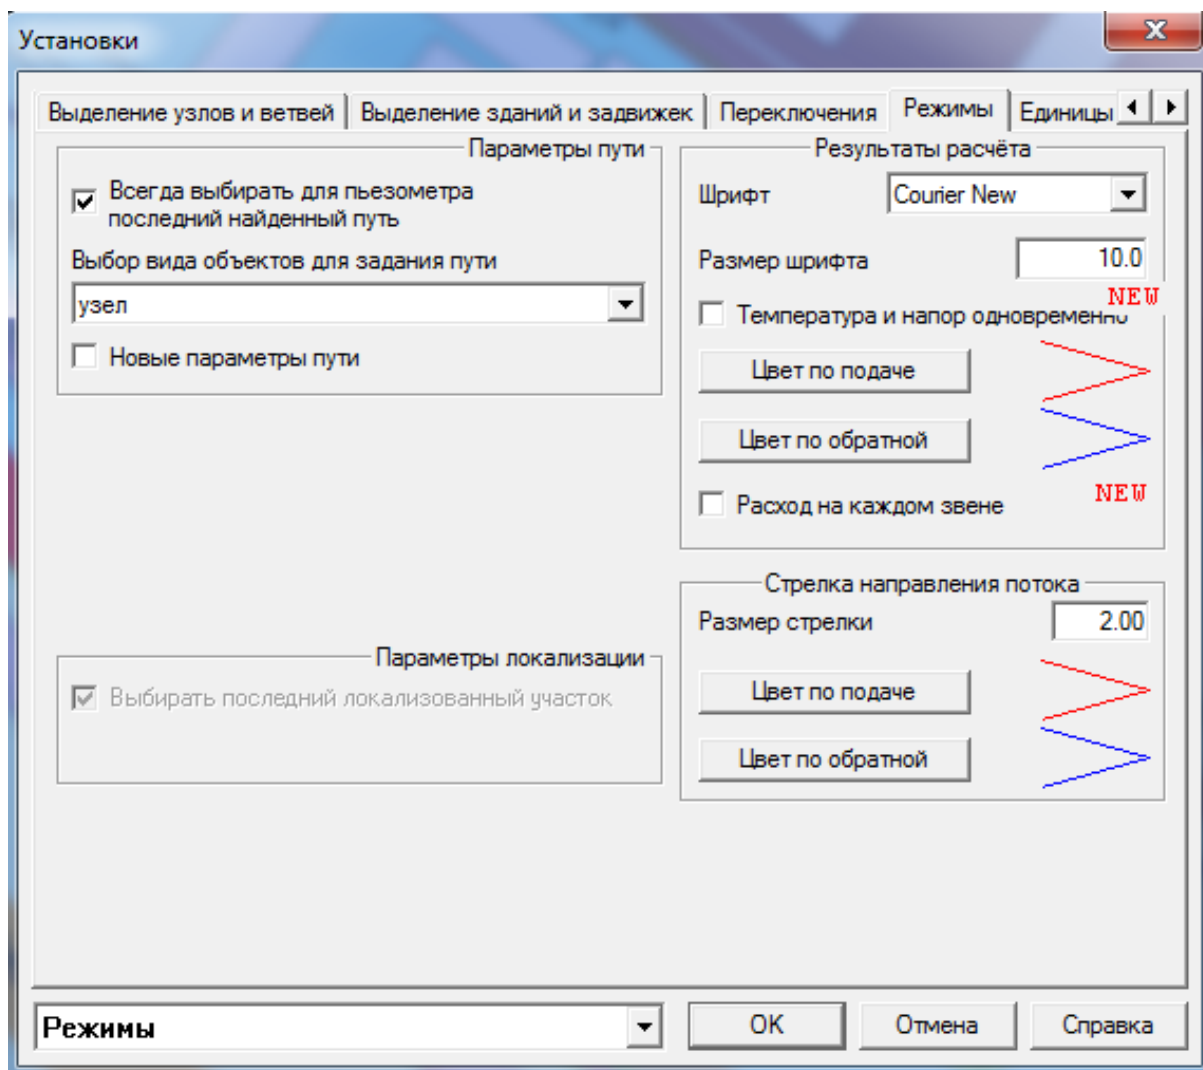 Установки
Выделение узлов и ветвей
Выделение зданий и задвижек
Переключения
Режимы
Единицы
Параметры пути
Всегда выбирать для пьезометра
последний найденный путь
Выбор вида объектов для задания пути
узел
Новые параметры пути
Параметры локализации
Выбирать последний локализованный участок
Результаты расчёта
Шрифт
Courier New
Размер шрифта
10.0
NEW
Температура и напор одновременно
Цвет по подаче
Цвет по обратной
NEW
Расход на каждом звене
Стрелка направления потока
Размер стрелки
2.00
Цвет по подаче
Цвет по обратной
Режимы
OK
Отмена
Справка